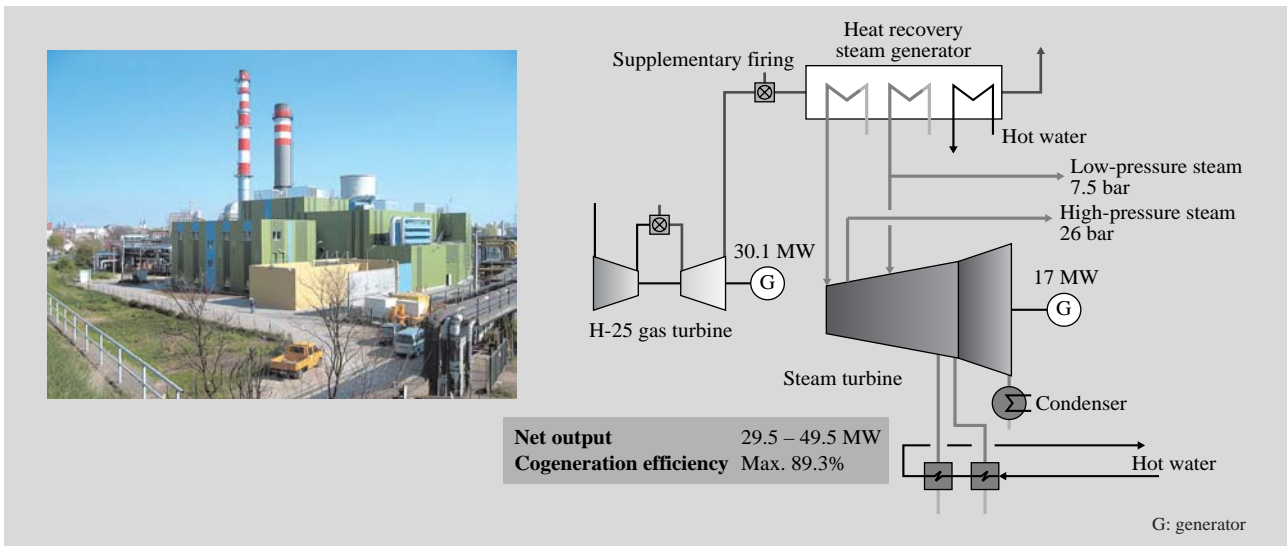 Heat recovery
steam generator
Supplementary firing
Hot water
Low-pressure steam
7.5 bar
High-pressure steam
26 bar
30.1 MW
G
H-25 gas turbine
17 MW
G
Steam turbine
Condenser
Net output 29.5 – 49.5 MW
Cogeneration efficiency Max. 89.3%
Hot water
G: generator